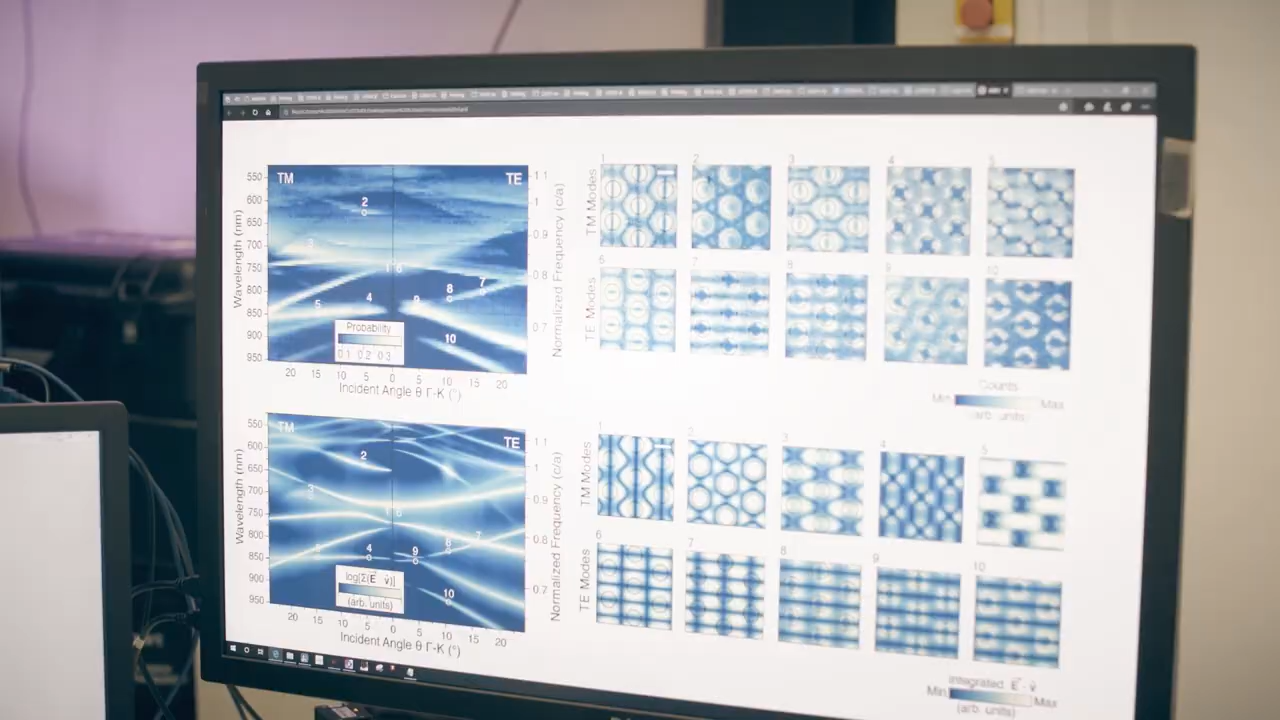 TM TE
550
600
650
700
750
800
850
900
950
Wavelength (nm)
2
3
1 6
5 4 9 8 7
10
Probability
0.1 0.2 0.3
1.1
1
0.9
0.8
0.7
Normalized Frequency (c/a)
20 15 10 5 0 5 10 15 20
Incident Angle θ Γ-K (°)
TM Modes
1 2 3 4 5
TE Modes
6 7 8 9 10
Counts
Min Max
(arb. units)
TM TE
550
600
650
700
750
800
850
900
950
Wavelength (nm)
2
3
1 6
5 4 9 8 7
10
log[Σ(E · v)]
(arb. units)
1.1
1
0.9
0.8
0.7
Normalized Frequency (c/a)
20 15 10 5 0 5 10 15 20
Incident Angle θ Γ-K (°)
TM Modes
1 2 3 4 5
TE Modes
6 7 8 9 10
Integrated E · v
Min Max
(arb. units)